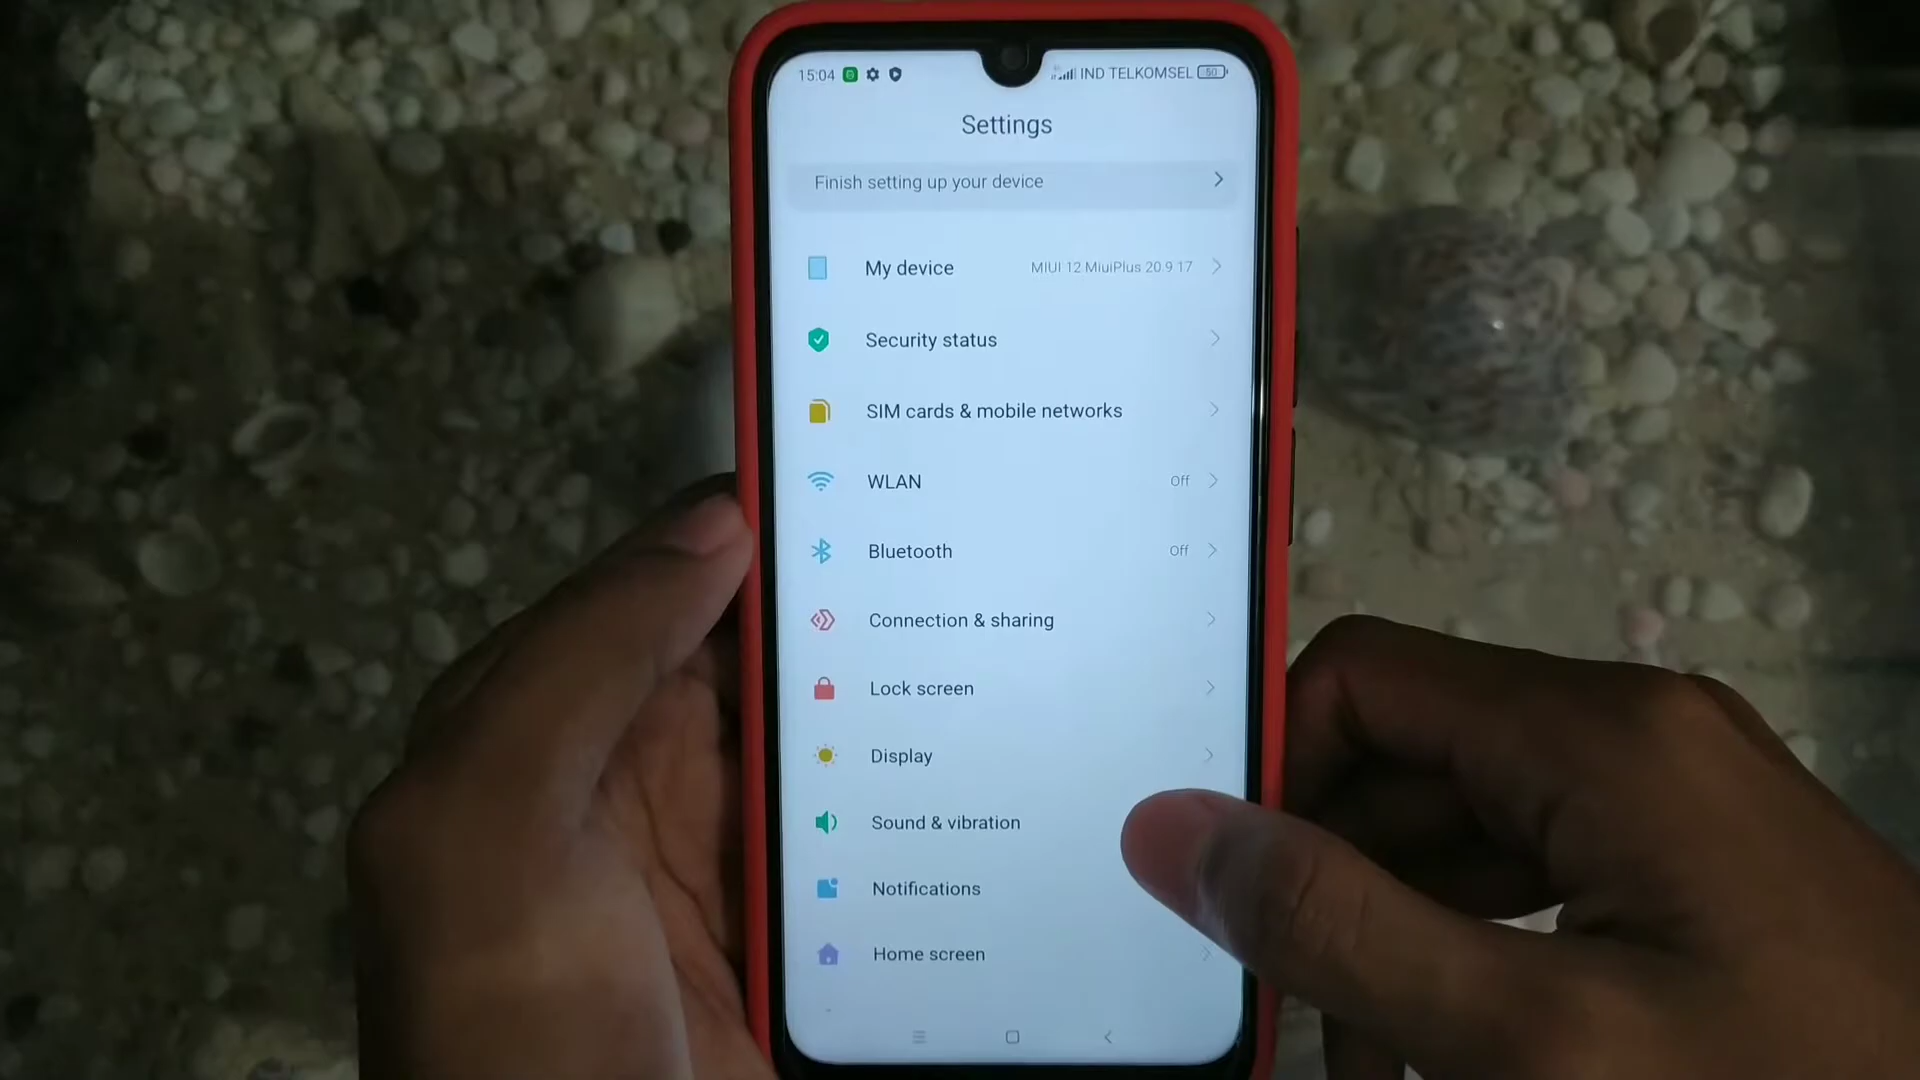 15:04 IND TELKOMSEL 50
Settings
Finish setting up your device
My device MIUI 12 MiuiPlus 20.9.17
Security status
SIM cards & mobile networks
WLAN Off
Bluetooth Off
Connection & sharing
Lock screen
Display
Sound & vibration
Notifications
Home screen